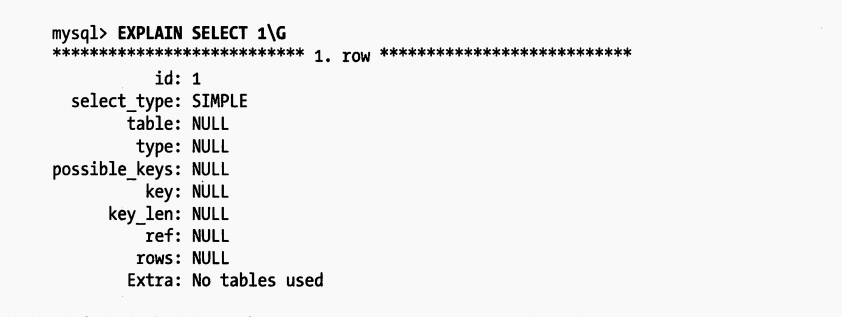 mysql> EXPLAIN SELECT 1\G
*************************** 1. row ***************************
id: 1
select_type: SIMPLE
table: NULL
type: NULL
possible_keys: NULL
key: NULL
key_len: NULL
ref: NULL
rows: NULL
Extra: No tables used